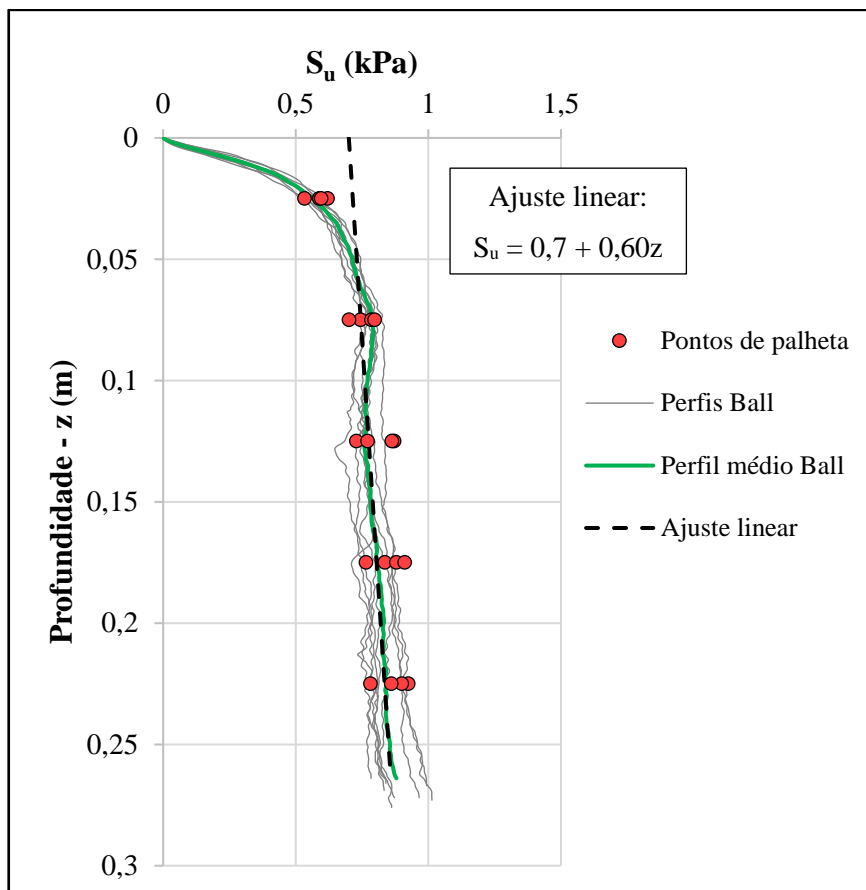 Sᵤ (kPa)
0 0,5 1 1,5
0
0,05
0,1
0,15
0,2
0,25
0,3
Profundidade - z (m)
Ajuste linear:
Sᵤ = 0,7 + 0,60z
Pontos de palheta
Perfis Ball
Perfil médio Ball
Ajuste linear